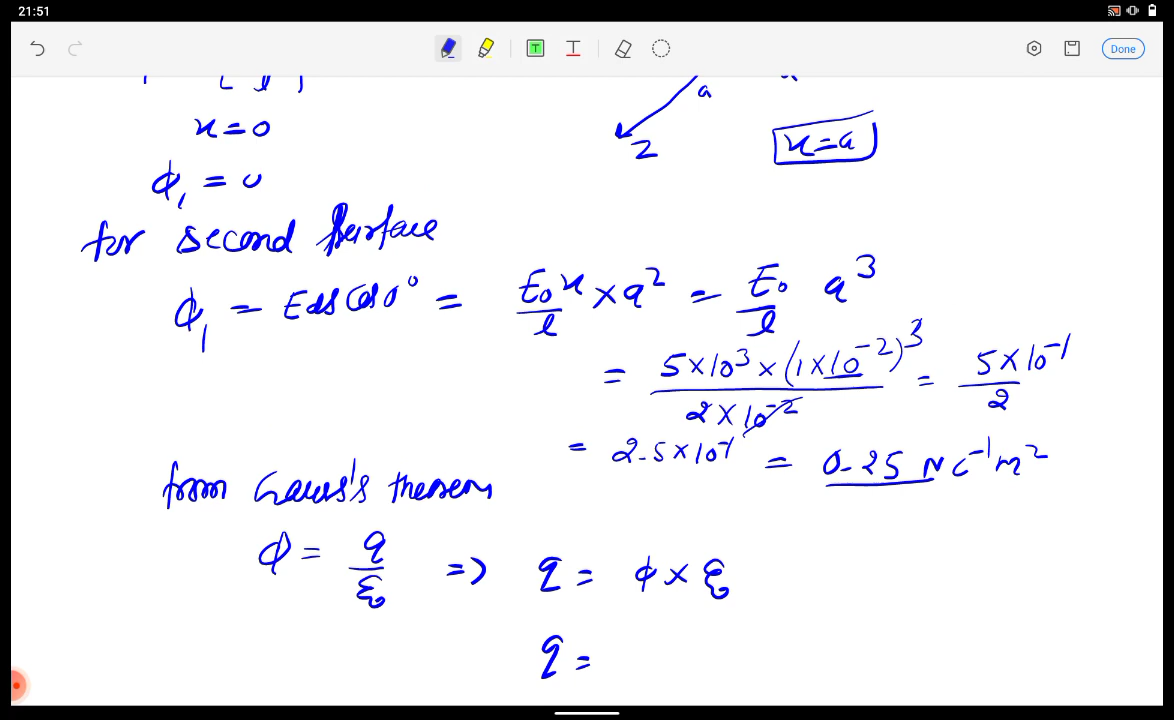 21:51
Done
x=0
a
2
x=a
ϕ₁ = 0
for second surface
ϕ₁ = Eds Cos 0° = E₀x/l × a² = E₀/l a³
= 5×10³×(1×10⁻²)³ / 2×10⁻² = 5×10⁻¹/2
= 2.5×10⁻¹ = 0.25 N c⁻¹m²
from Gauss's theorem
ϕ = q/ε₀ => q = ϕ × ε₀
q =